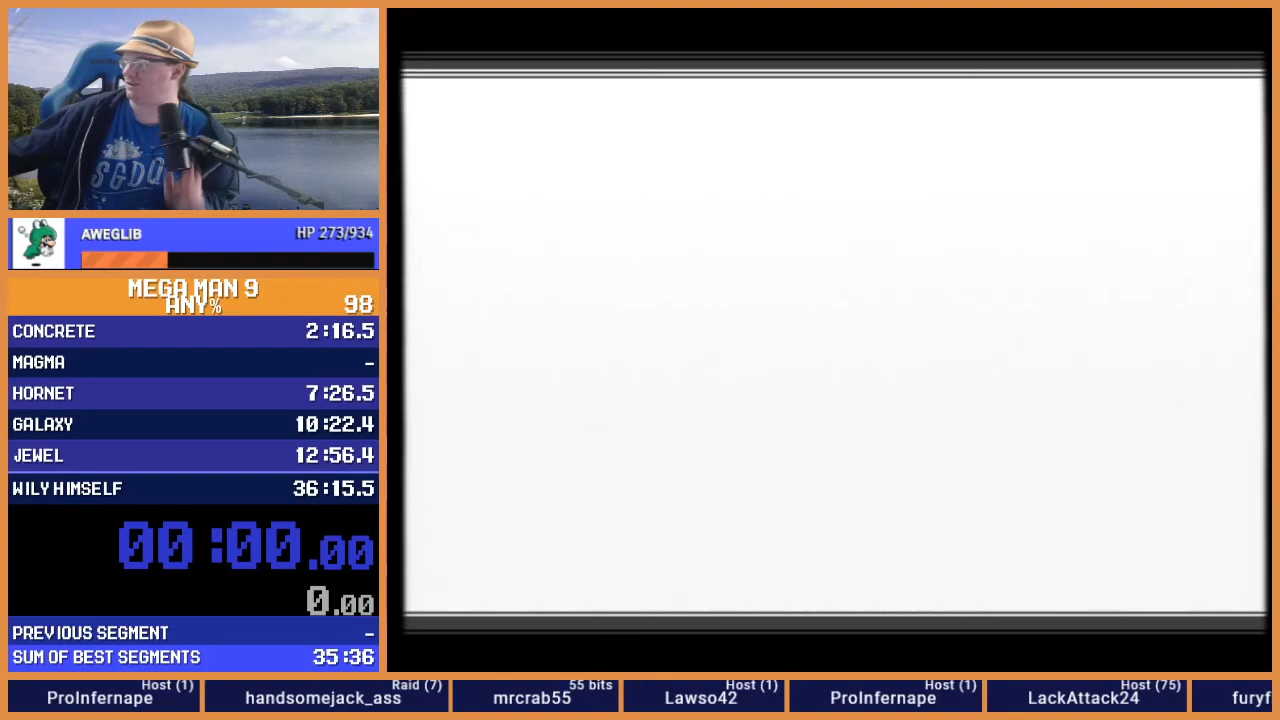 SGDQ
AWEGLIB HP 273/934
MEGA MAN 9
ANY% 98
CONCRETE 2:16.5
MAGMA -
HORNET 7:26.5
GALAXY 10:22.4
JEWEL 12:56.4
WILY HIMSELF 36:15.5
00:00.00
0.00
PREVIOUS SEGMENT -
SUM OF BEST SEGMENTS 35:36
Host (1) Raid (7) 55 bits Host (1) Host (1) Host (75)
ProInfernape handsomejack_ass mrcrab55 Lawso42 ProInfernape LackAttack24 furyf